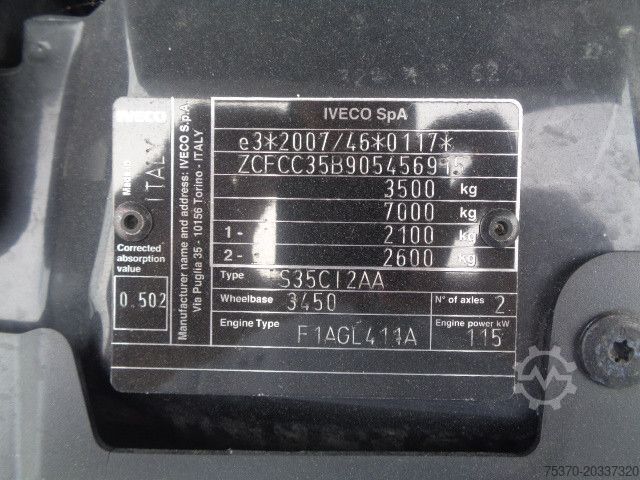 IVECO
Made in
ITALY
Corrected
absorption
value
0.502
Manufacturer name and address: IVECO S.p.A.
Via Puglia 35 - 10156 Torino - ITALY
IVECO SpA
e3*2007/46*0117*
3500 kg
7000 kg
1- 2100 kg
2- 2600 kg
Type S35CI2AA
Wheelbase 3450 N° of axles 2
Engine Type F1AGL411A Engine power kW 115
75370-20337320